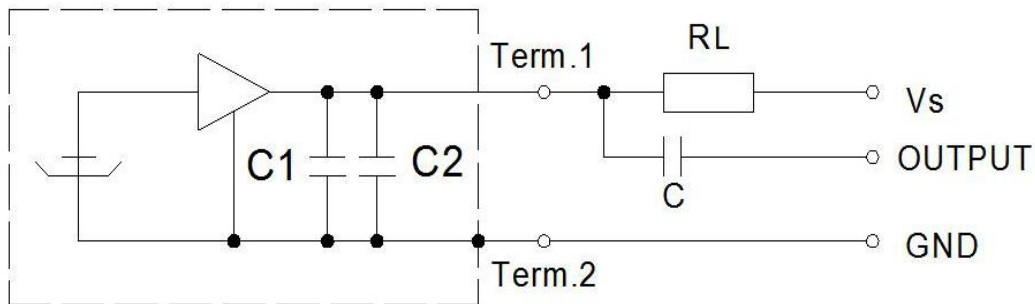 RL
Term.1
Vs
C1
C2
OUTPUT
C
GND
Term.2